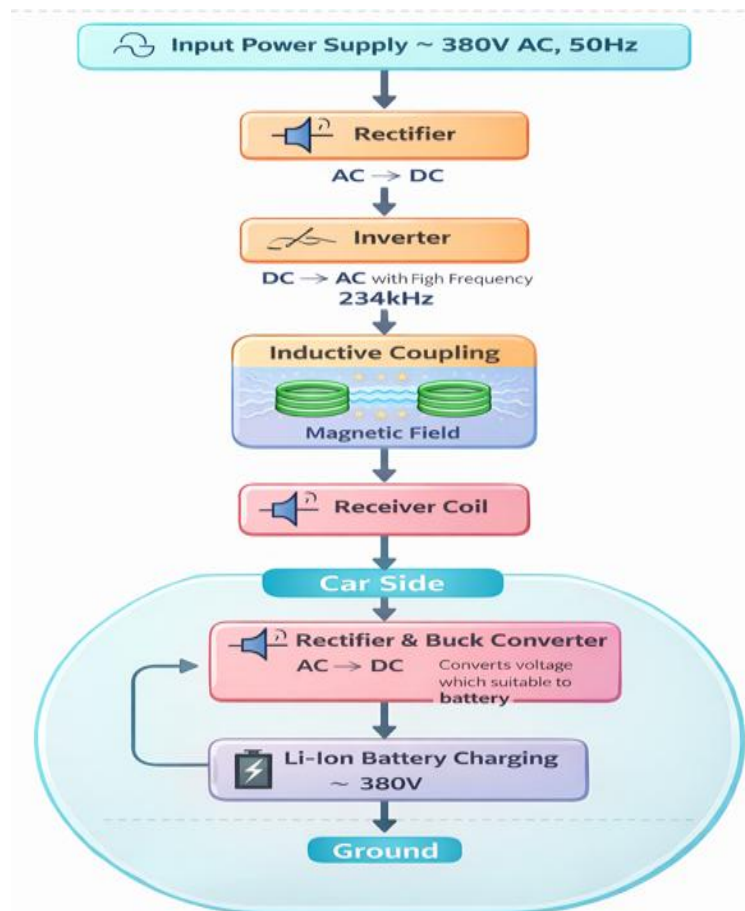 Input Power Supply ~ 380V AC, 50Hz
Rectifier
AC → DC
Inverter
DC → AC with Figh Frequency
234kHz
Inductive Coupling
Magnetic Field
Receiver Coil
Car Side
Rectifier & Buck Converter
AC → DC
Converts voltage
which suitable to
battery
Li-Ion Battery Charging
~ 380V
Ground